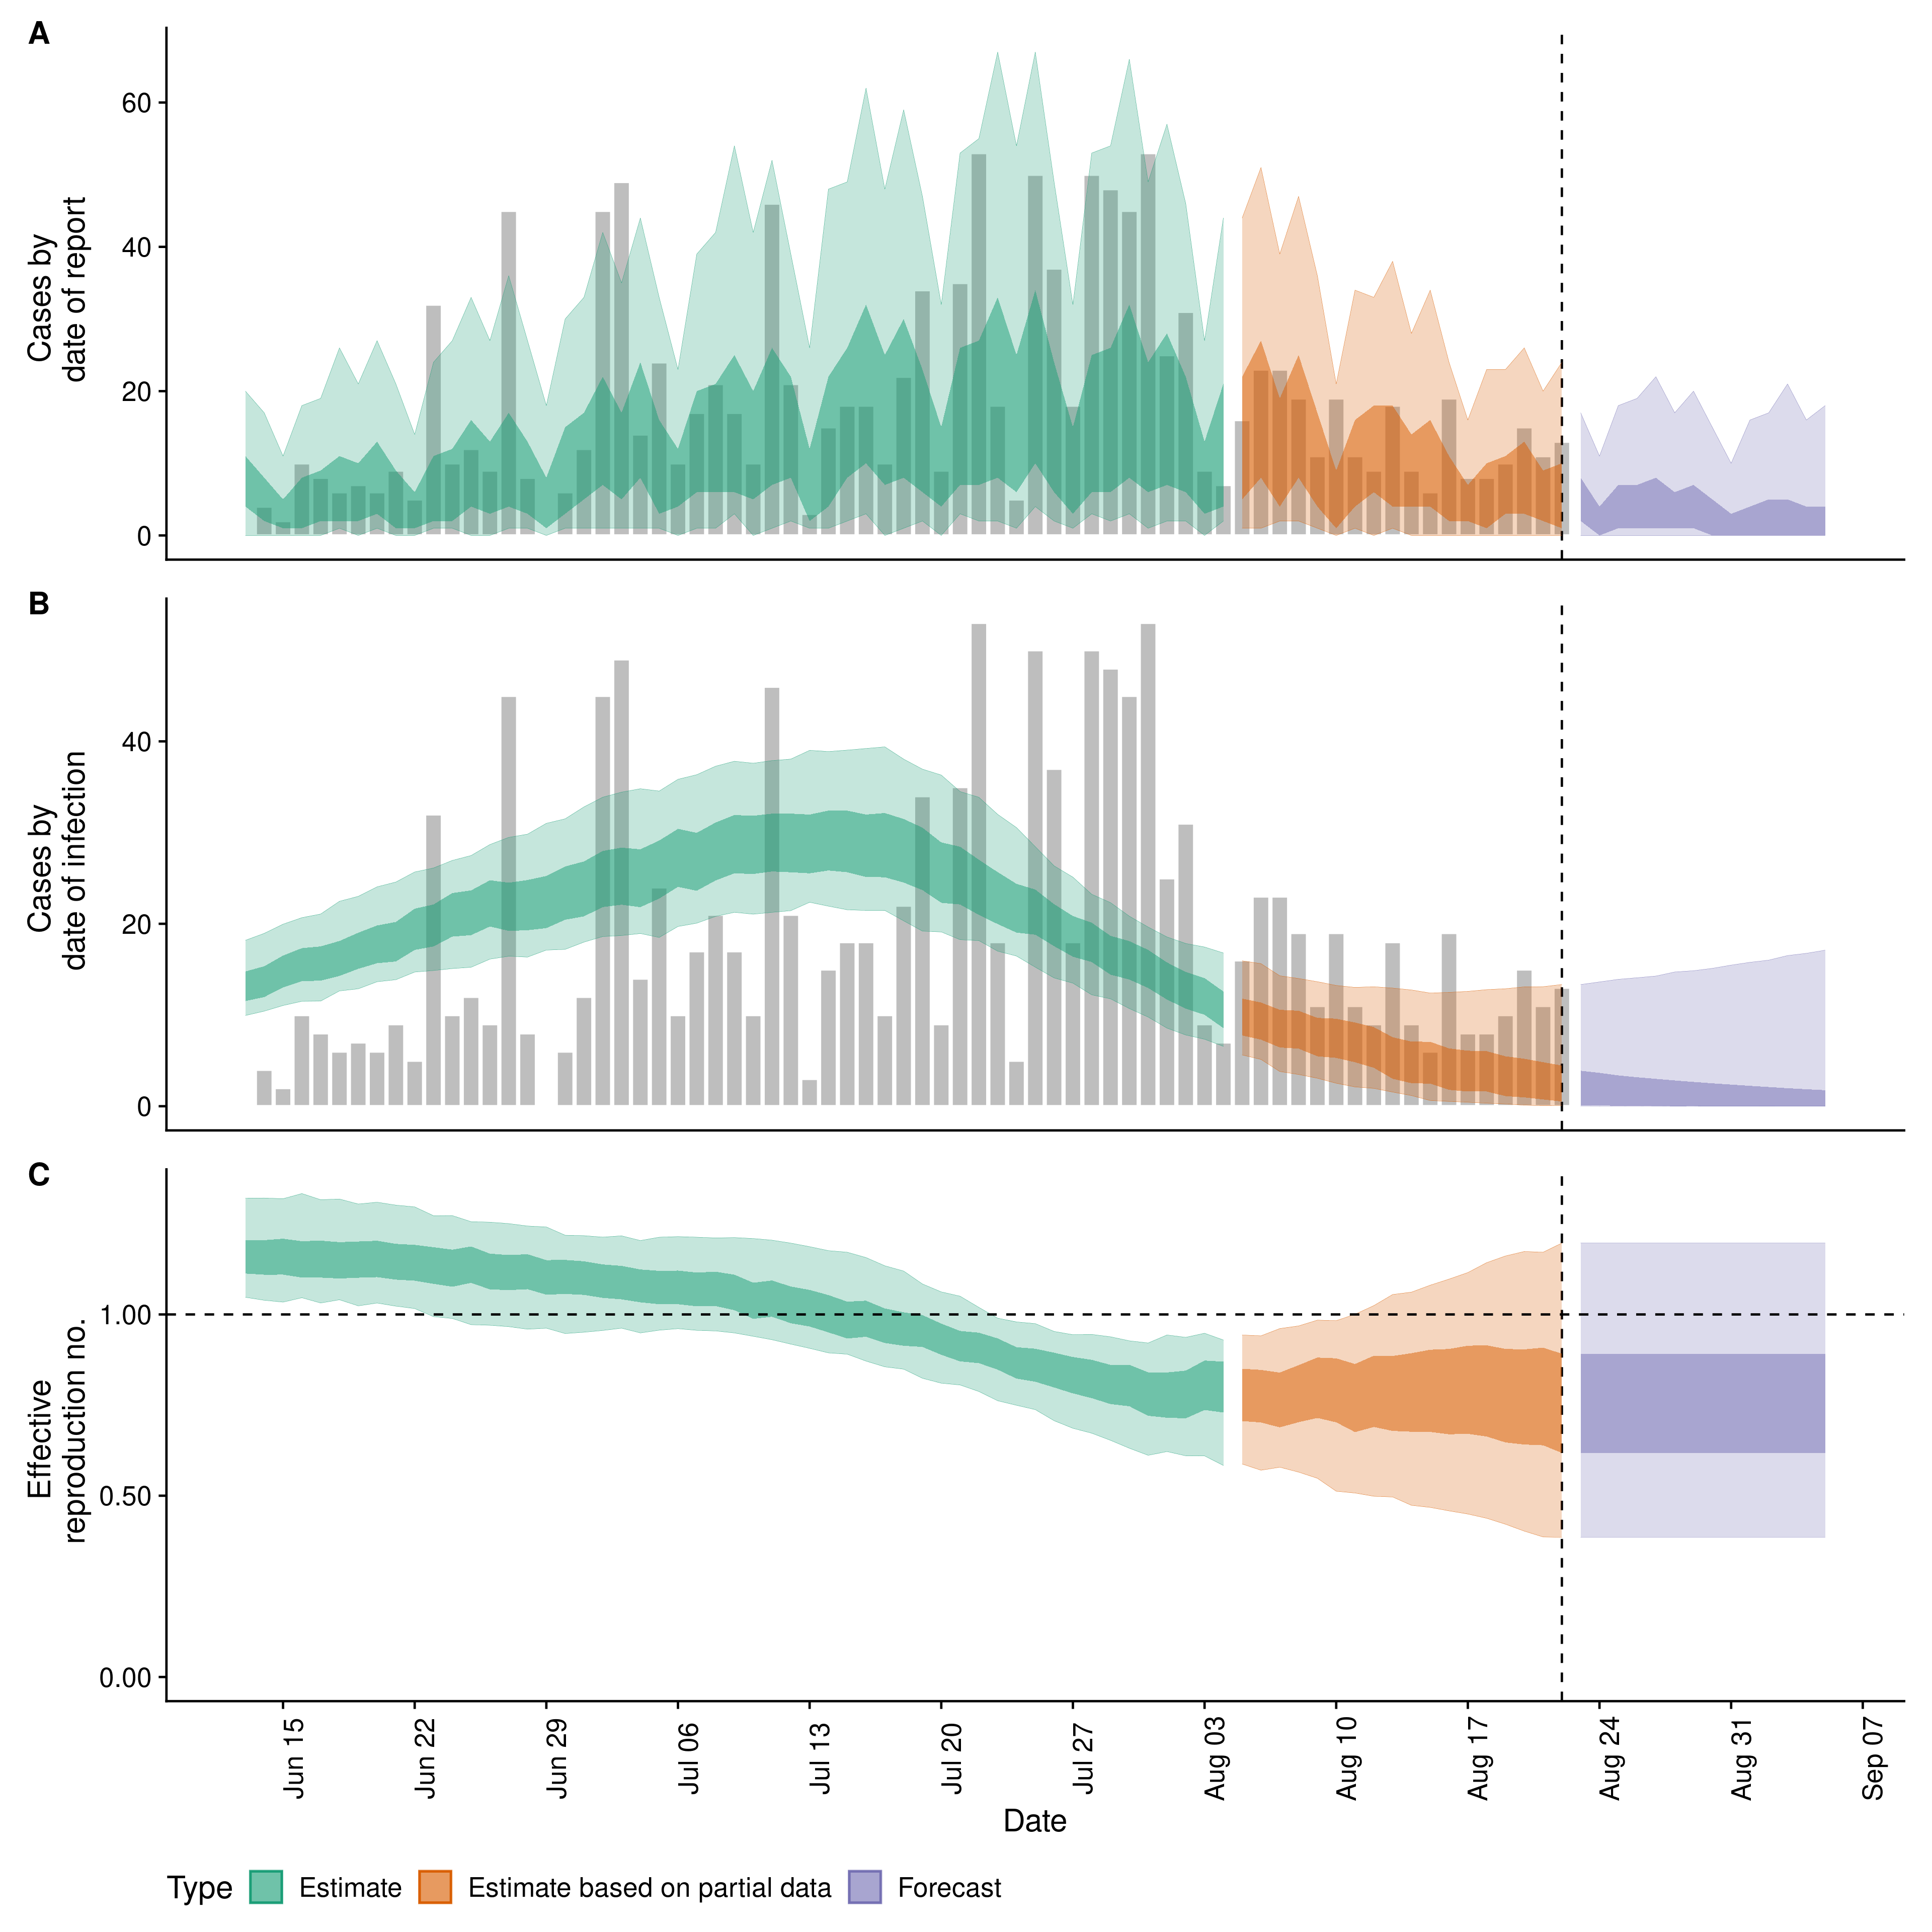 A
60
40
20
0
Cases by
date of report
B
40
20
0
Cases by
date of infection
C
1.00
0.50
0.00
Effective
reproduction no.
Jun 15
Jun 22
Jun 29
Jul 06
Jul 13
Jul 20
Jul 27
Aug 03
Aug 10
Aug 17
Aug 24
Aug 31
Sep 07
Date
Type Estimate Estimate based on partial data Forecast